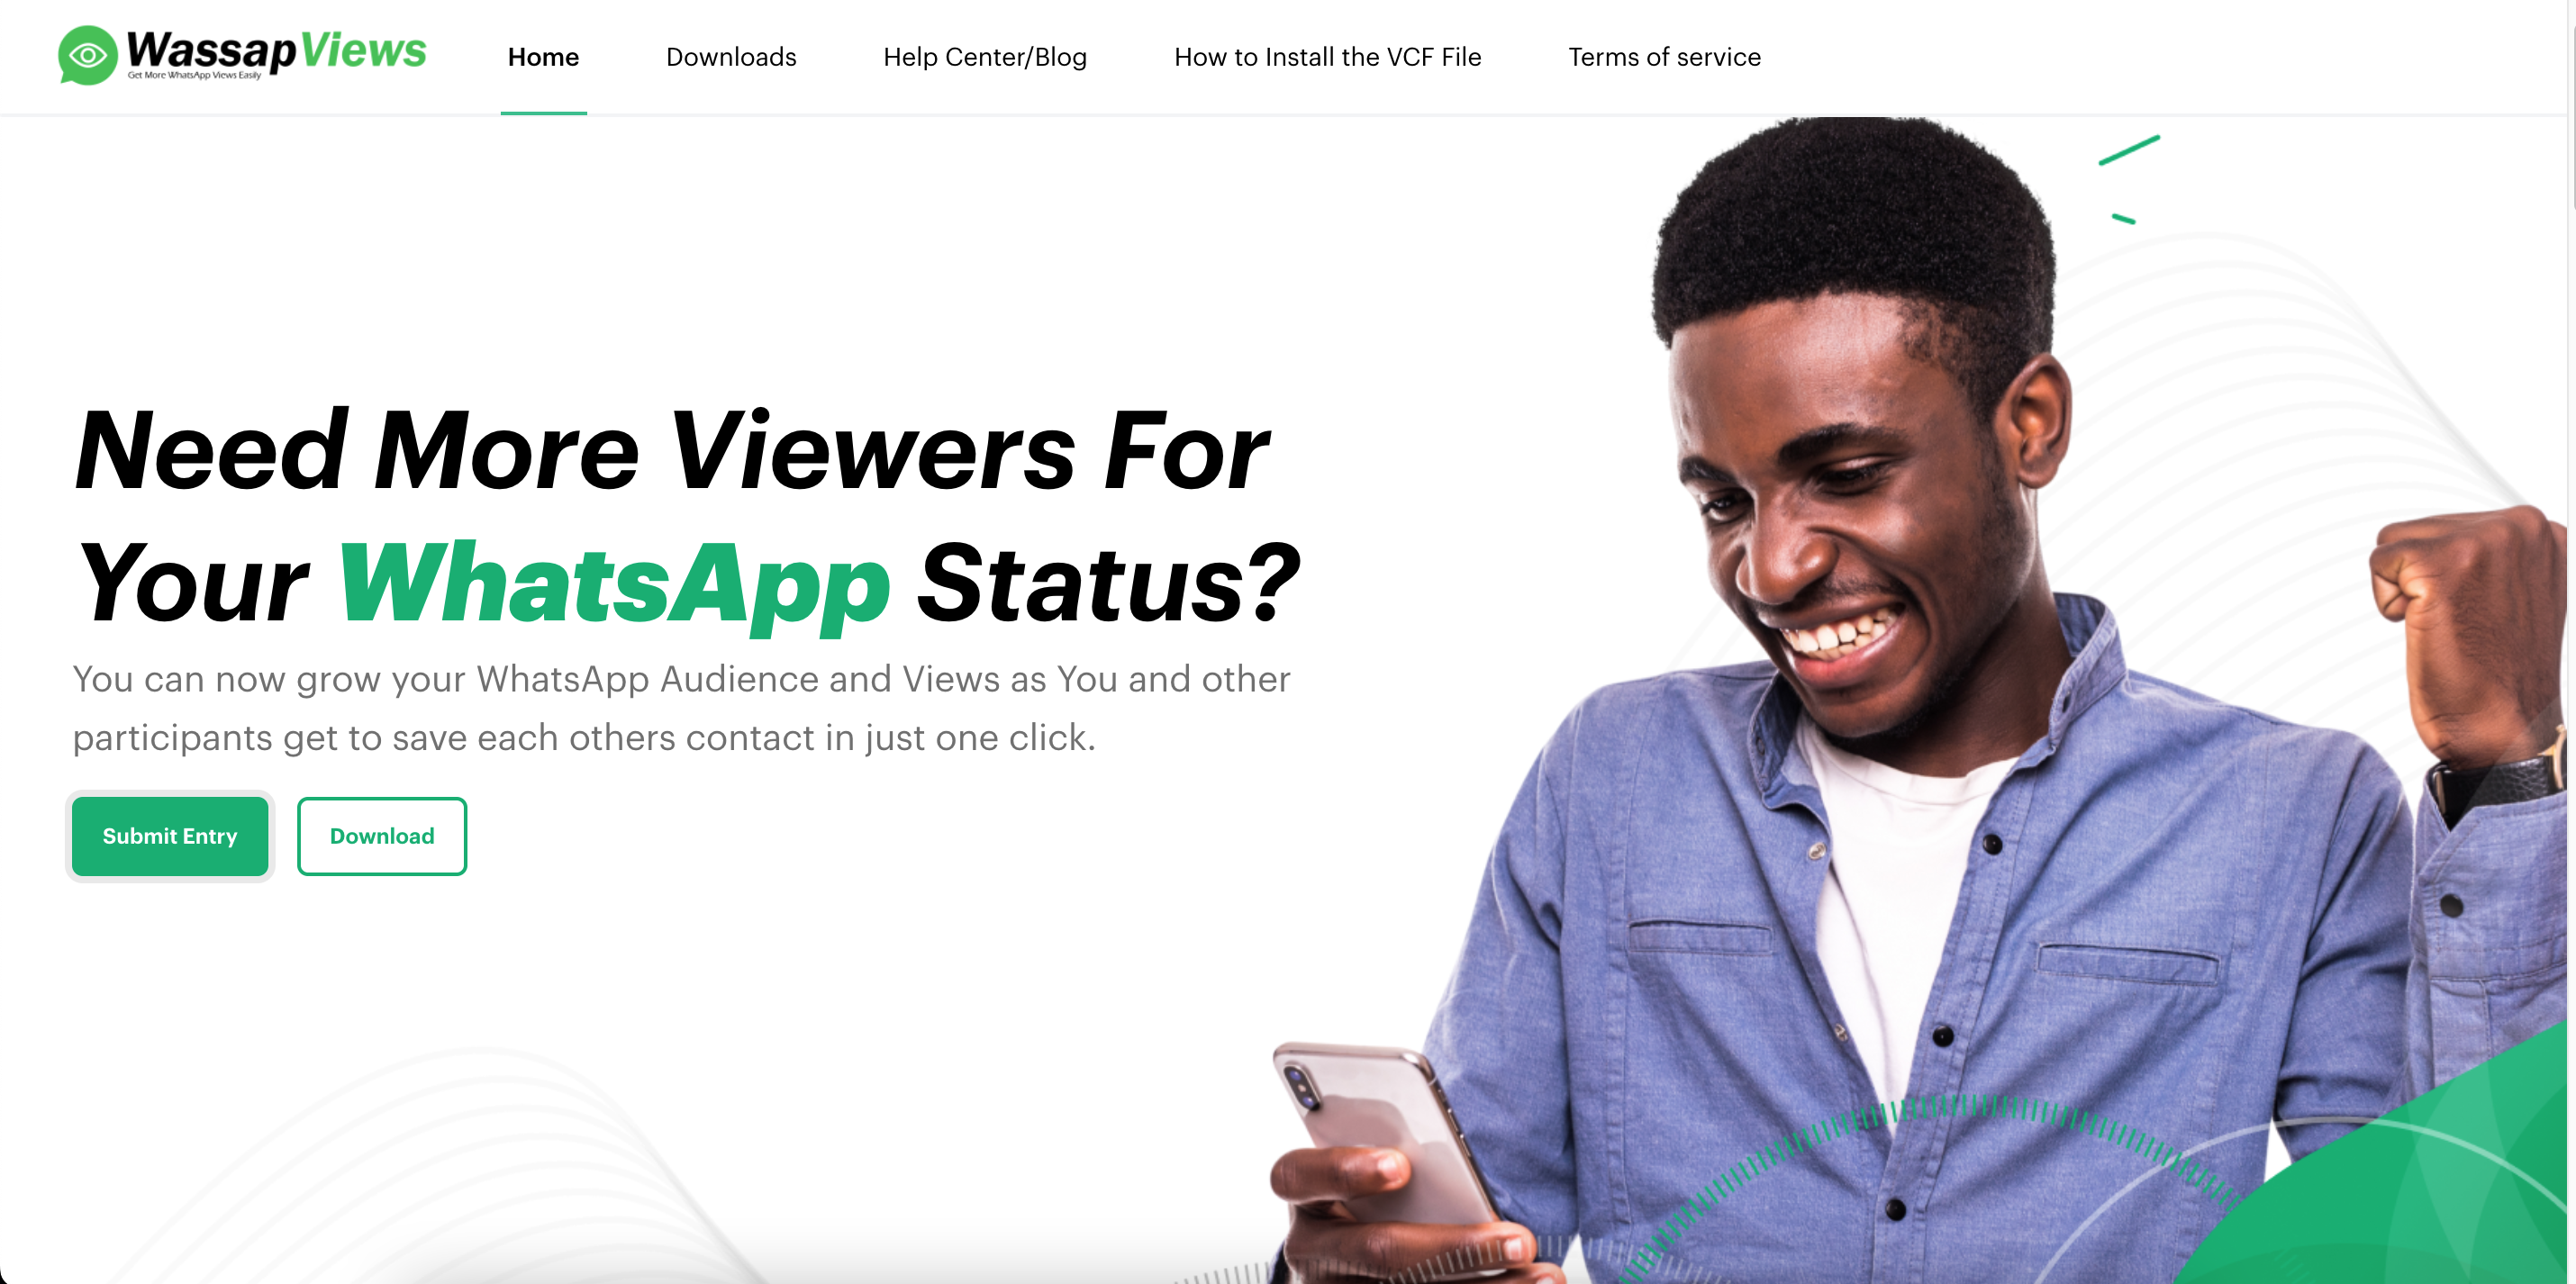 WassapViews
Get More WhatsApp Views Easily
Home
Downloads
Help Center/Blog
How to Install the VCF File
Terms of service
Need More Viewers For
Your WhatsApp Status?
You can now grow your WhatsApp Audience and Views as You and other
participants get to save each others contact in just one click.
Submit Entry
Download